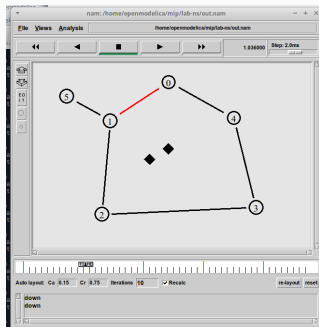 nam: /home/openmodelica/mip/lab-ns/out.nam
File Views Analysis /home/openmodelica/mip/lab-ns/out.nam
1.036000 Step: 2.0ms
0
5
1
4
2
3
Auto layout: Ca 0.15 Cr 0.75 Iterations 10 Recalc re-layout reset
down
down